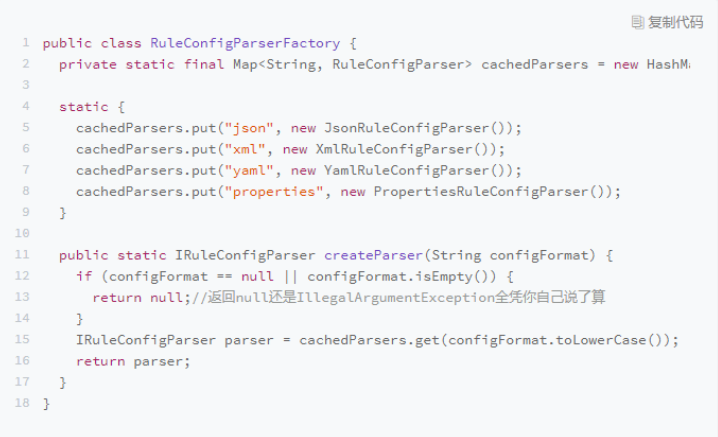 复制代码
1 public class RuleConfigParserFactory {
2   private static final Map<String, RuleConfigParser> cachedParsers = new HashMa
3
4   static {
5     cachedParsers.put("json", new JsonRuleConfigParser());
6     cachedParsers.put("xml", new XmlRuleConfigParser());
7     cachedParsers.put("yaml", new YamlRuleConfigParser());
8     cachedParsers.put("properties", new PropertiesRuleConfigParser());
9   }
10
11   public static IRuleConfigParser createParser(String configFormat) {
12     if (configFormat == null || configFormat.isEmpty()) {
13       return null;//返回null还是IllegalArgumentException全凭你自己说了算
14     }
15     IRuleConfigParser parser = cachedParsers.get(configFormat.toLowerCase());
16     return parser;
17   }
18 }